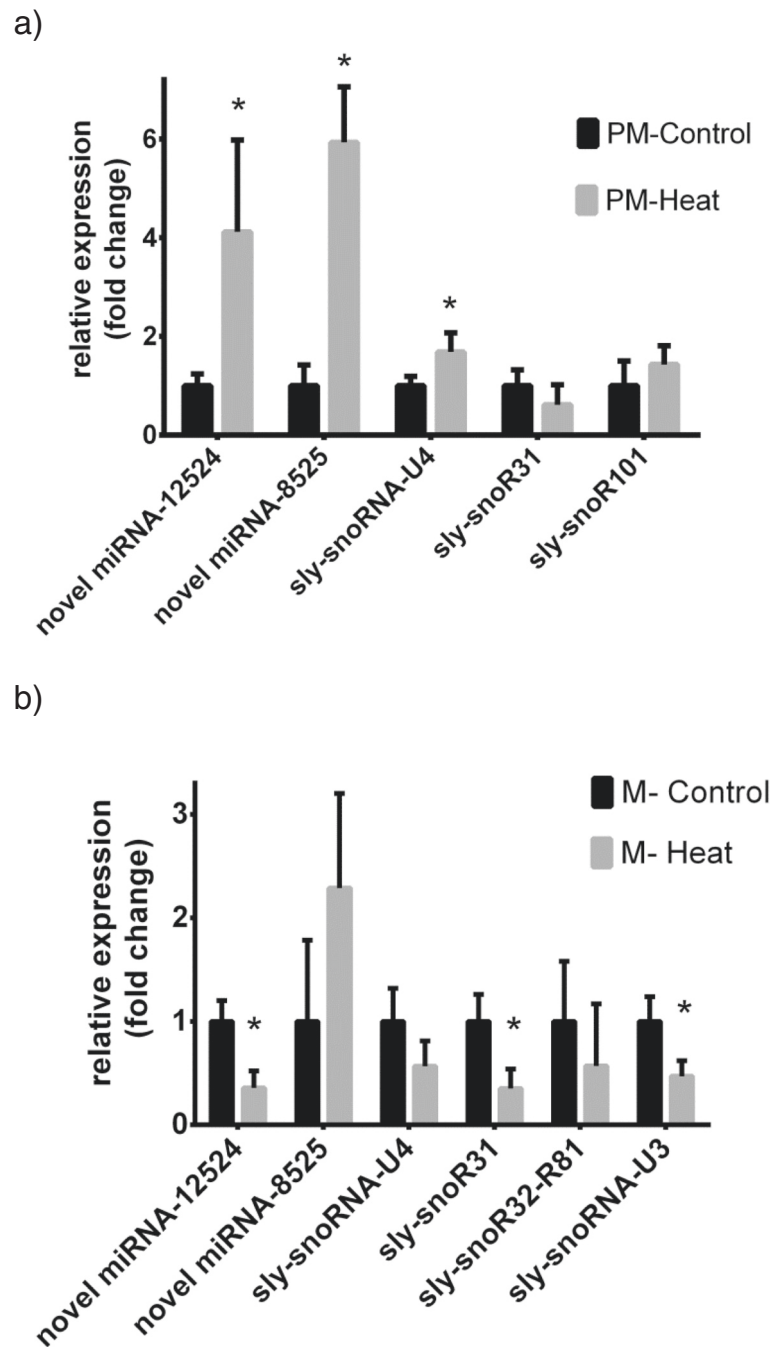 a)
*
*
*
relative expression
(fold change)
6
4
2
0
PM-Control
PM-Heat
novel miRNA-12524
novel miRNA-8525
sly-snoRNA-U4
sly-snoR31
sly-snoR101
b)
*
*
*
relative expression
(fold change)
3
2
1
0
M- Control
M- Heat
novel miRNA-12524
novel miRNA-8525
sly-snoRNA-U4
sly-snoR31
sly-snoR32-R81
sly-snoRNA-U3